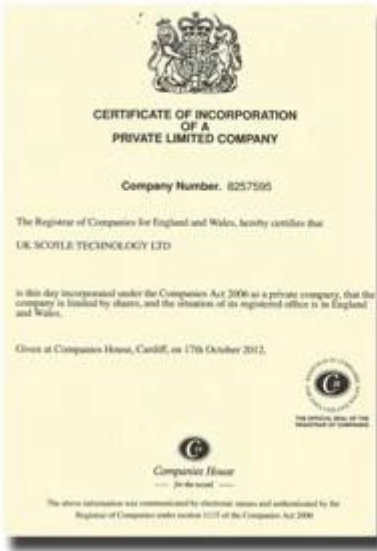 CERTIFICATE OF INCORPORATION
OF A
PRIVATE LIMITED COMPANY
Company Number. 8257595
The Registrar of Companies for England and Wales, hereby certifies that
UK SCOTLE TECHNOLOGY LTD
is this day incorporated under the Companies Act 2006 as a private company, that the
company is limited by shares, and the situation of its registered office is in England
and Wales.
Given at Companies House, Cardiff, on 17th October 2012.
THE OFFICIAL SEAL OF THE
REGISTRAR OF COMPANIES
Companies House
for the record
The above information was communicated by electronic means and authenticated by the
Registrar of Companies under section 1115 of the Companies Act 2006